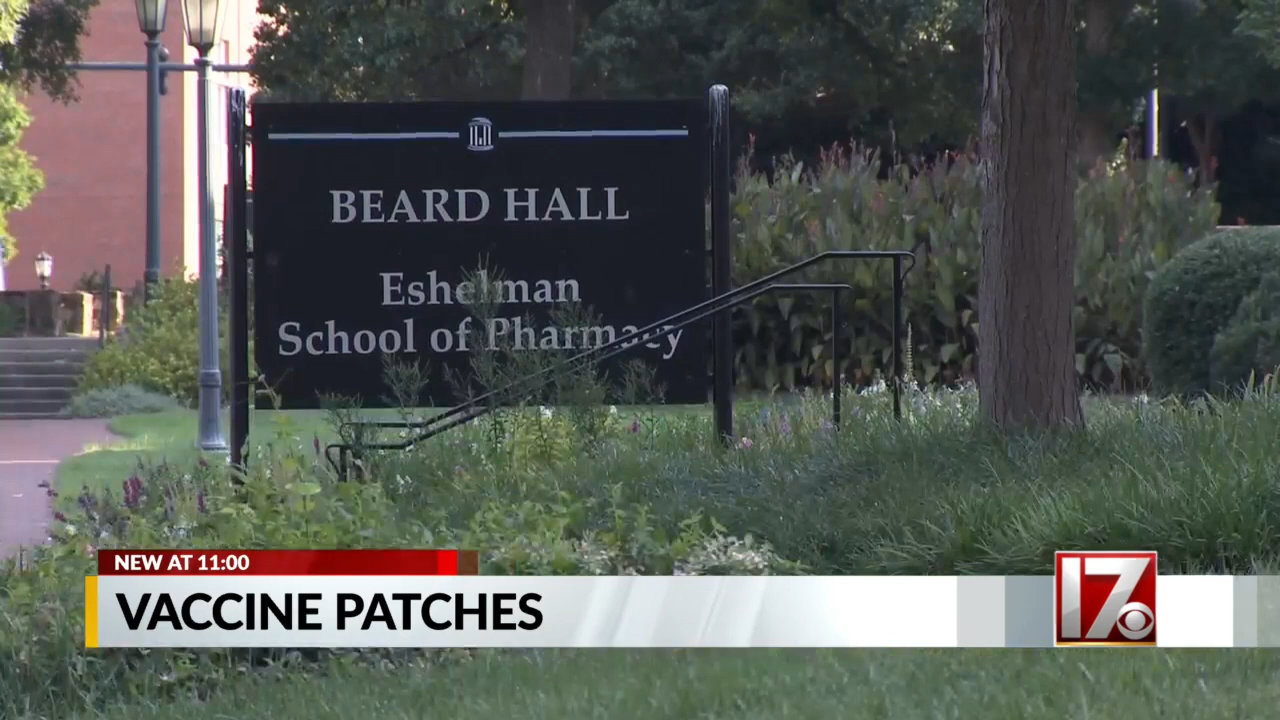 BEARD HALL
Eshelman
School of Pharmacy
NEW AT 11:00
VACCINE PATCHES
17